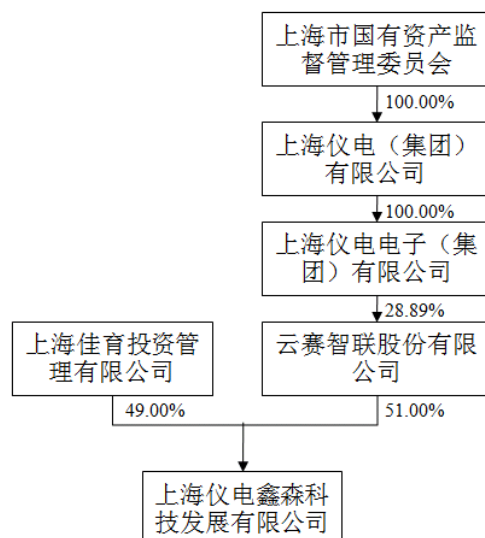 上海市国有资产监
督管理委员会
100.00%
上海仪电（集团）
有限公司
100.00%
上海仪电电子（集
团）有限公司
28.89%
上海佳育投资管
理有限公司
云赛智联股份有限
公司
49.00%
51.00%
上海仪电鑫森科
技发展有限公司